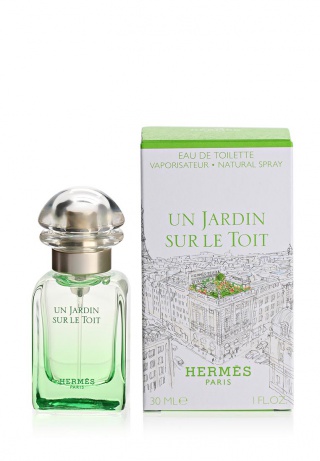 UN JARDIN
SUR LE TOIT
HERMÈS
PARIS
EAU DE TOILETTE
VAPORISATEUR • NATURAL SPRAY
UN JARDIN
SUR LE TOIT
HERMÈS
PARIS
30 ML ℮ 1 FL.OZ